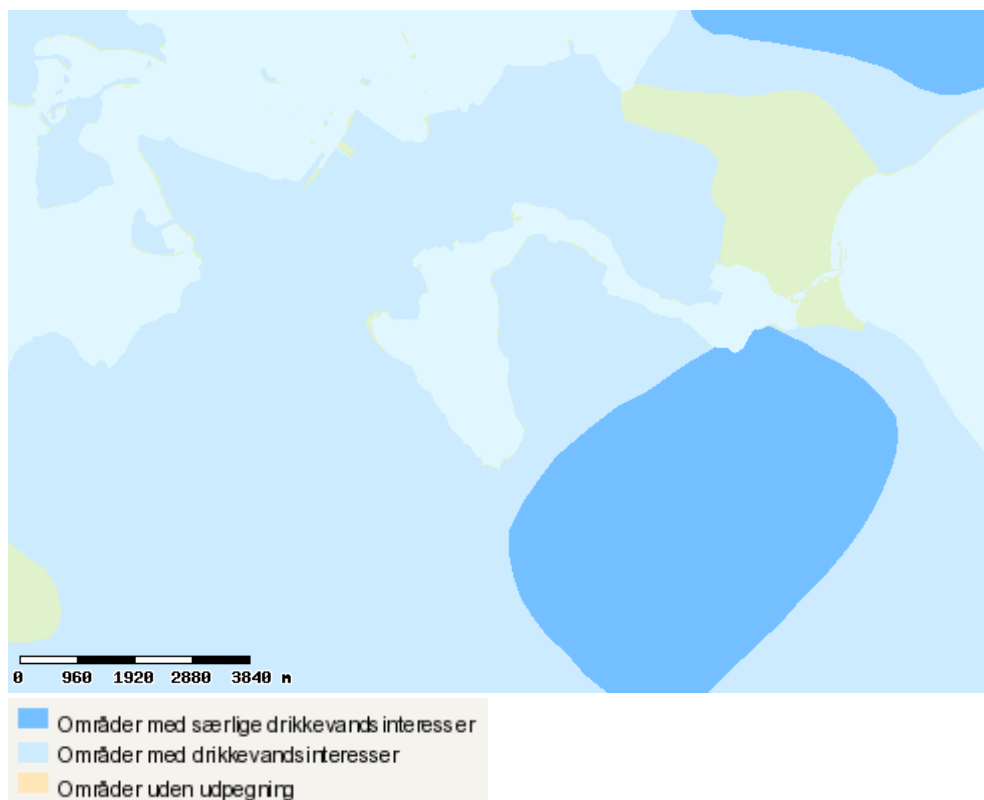 0 960 1920 2880 3840 m
Områder med særlige drikkevandsinteresser
Områder med drikkevandsinteresser
Områder uden udpegning